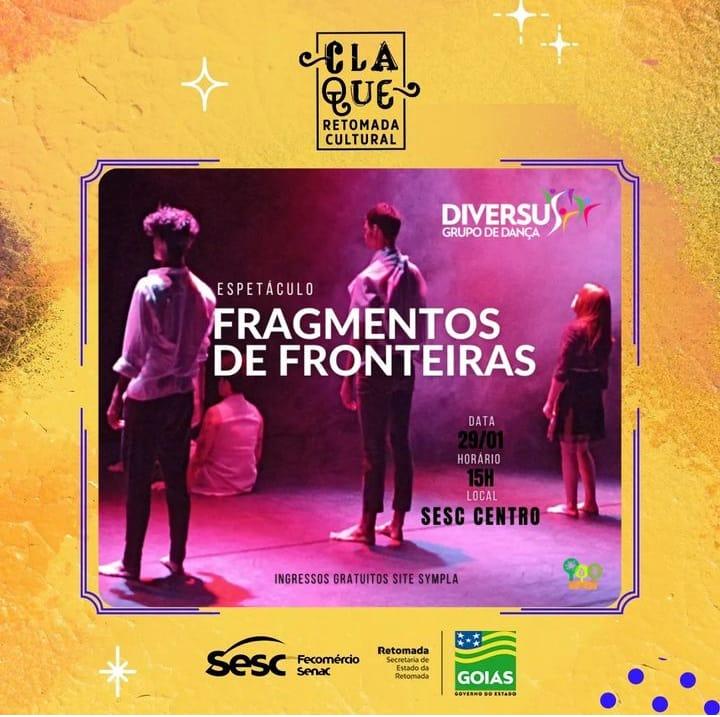 CLA
QUE
RETOMADA
CULTURAL
DIVERSUS
GRUPO DE DANÇA
ESPETÁCULO
FRAGMENTOS
DE FRONTEIRAS
DATA
29/01
HORÁRIO
15H
LOCAL
SESC CENTRO
INGRESSOS GRATUITOS SITE SYMPLA
Sesc
Fecomércio
Senac
Retomada
Secretaria de
Estado da
Retomada
GOIÁS
GOVERNO DO ESTADO